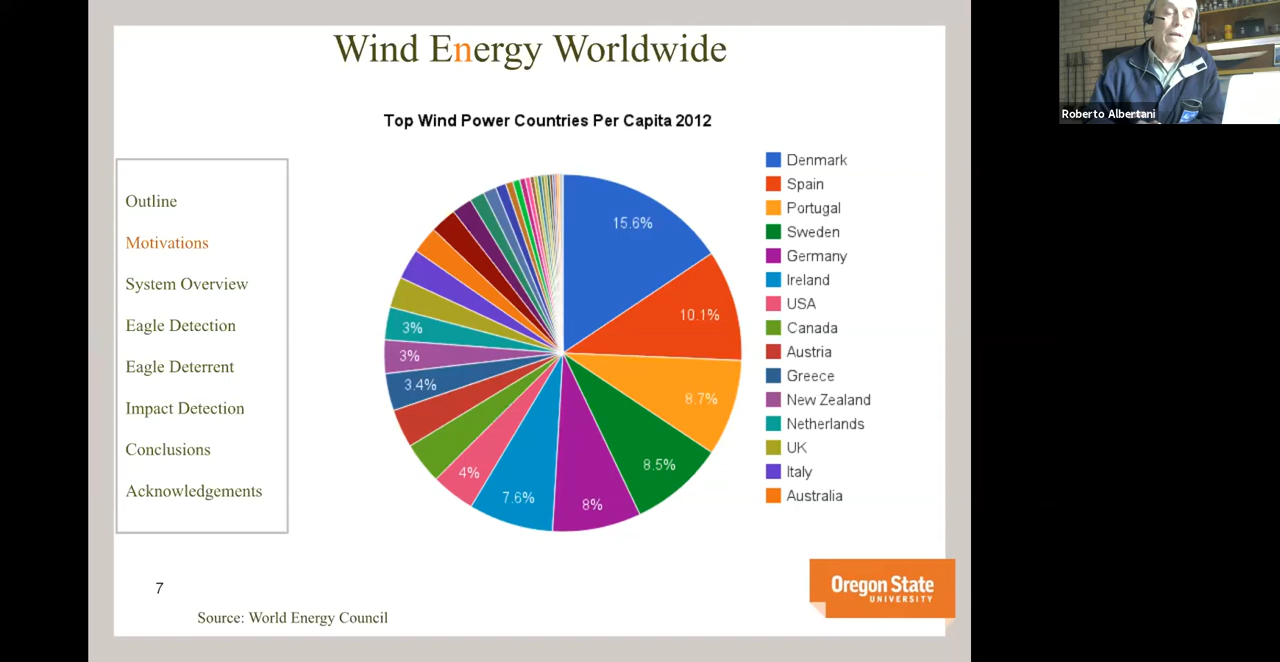 Wind Energy Worldwide
Top Wind Power Countries Per Capita 2012
Outline
Motivations
System Overview
Eagle Detection
Eagle Deterrent
Impact Detection
Conclusions
Acknowledgements
15.6%
10.1%
8.7%
8.5%
8%
7.6%
4%
3.4%
3%
3%
Denmark
Spain
Portugal
Sweden
Germany
Ireland
USA
Canada
Austria
Greece
New Zealand
Netherlands
UK
Italy
Australia
7
Source: World Energy Council
Oregon State
UNIVERSITY
Roberto Albertani